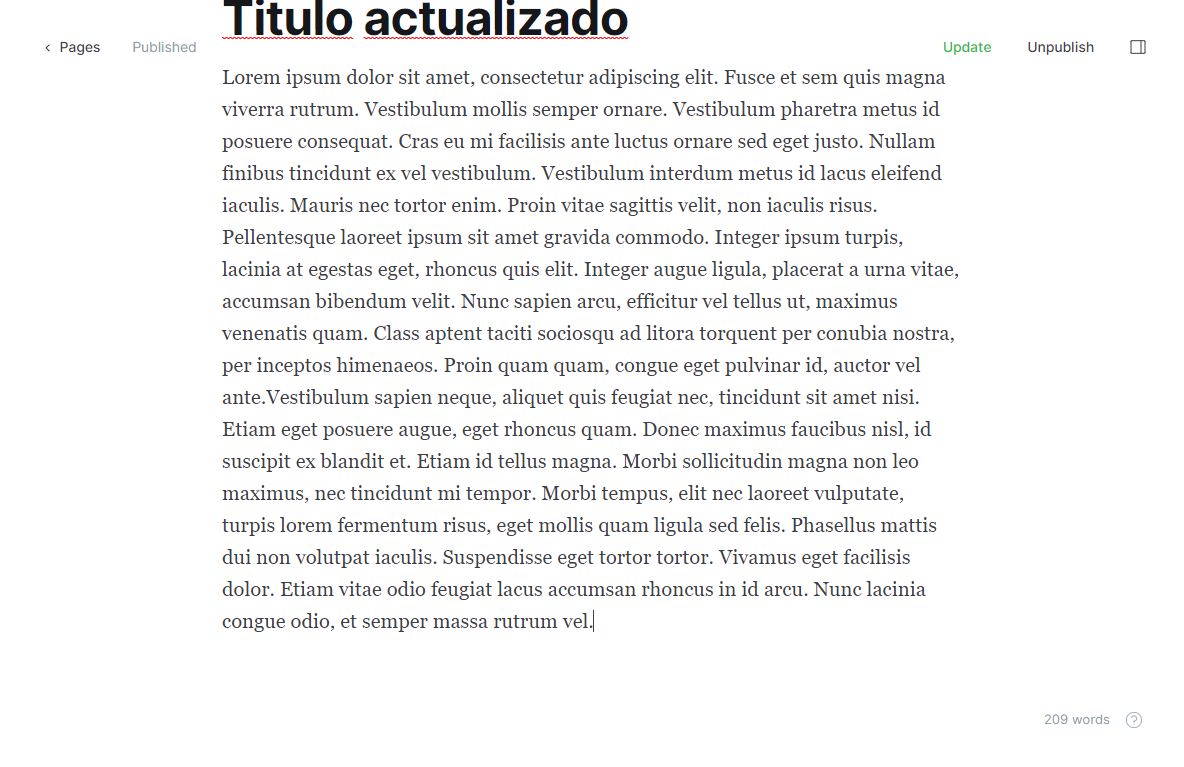 Titulo actualizado
Pages
Published
Update
Unpublish
Lorem ipsum dolor sit amet, consectetur adipiscing elit. Fusce et sem quis magna
viverra rutrum. Vestibulum mollis semper ornare. Vestibulum pharetra metus id
posuere consequat. Cras eu mi facilisis ante luctus ornare sed eget justo. Nullam
finibus tincidunt ex vel vestibulum. Vestibulum interdum metus id lacus eleifend
iaculis. Mauris nec tortor enim. Proin vitae sagittis velit, non iaculis risus.
Pellentesque laoreet ipsum sit amet gravida commodo. Integer ipsum turpis,
lacinia at egestas eget, rhoncus quis elit. Integer augue ligula, placerat a urna vitae,
accumsan bibendum velit. Nunc sapien arcu, efficitur vel tellus ut, maximus
venenatis quam. Class aptent taciti sociosqu ad litora torquent per conubia nostra,
per inceptos himenaeos. Proin quam quam, congue eget pulvinar id, auctor vel
ante.Vestibulum sapien neque, aliquet quis feugiat nec, tincidunt sit amet nisi.
Etiam eget posuere augue, eget rhoncus quam. Donec maximus faucibus nisl, id
suscipit ex blandit et. Etiam id tellus magna. Morbi sollicitudin magna non leo
maximus, nec tincidunt mi tempor. Morbi tempus, elit nec laoreet vulputate,
turpis lorem fermentum risus, eget mollis quam ligula sed felis. Phasellus mattis
dui non volutpat iaculis. Suspendisse eget tortor tortor. Vivamus eget facilisis
dolor. Etiam vitae odio feugiat lacus accumsan rhoncus in id arcu. Nunc lacinia
congue odio, et semper massa rutrum vel.
209 words